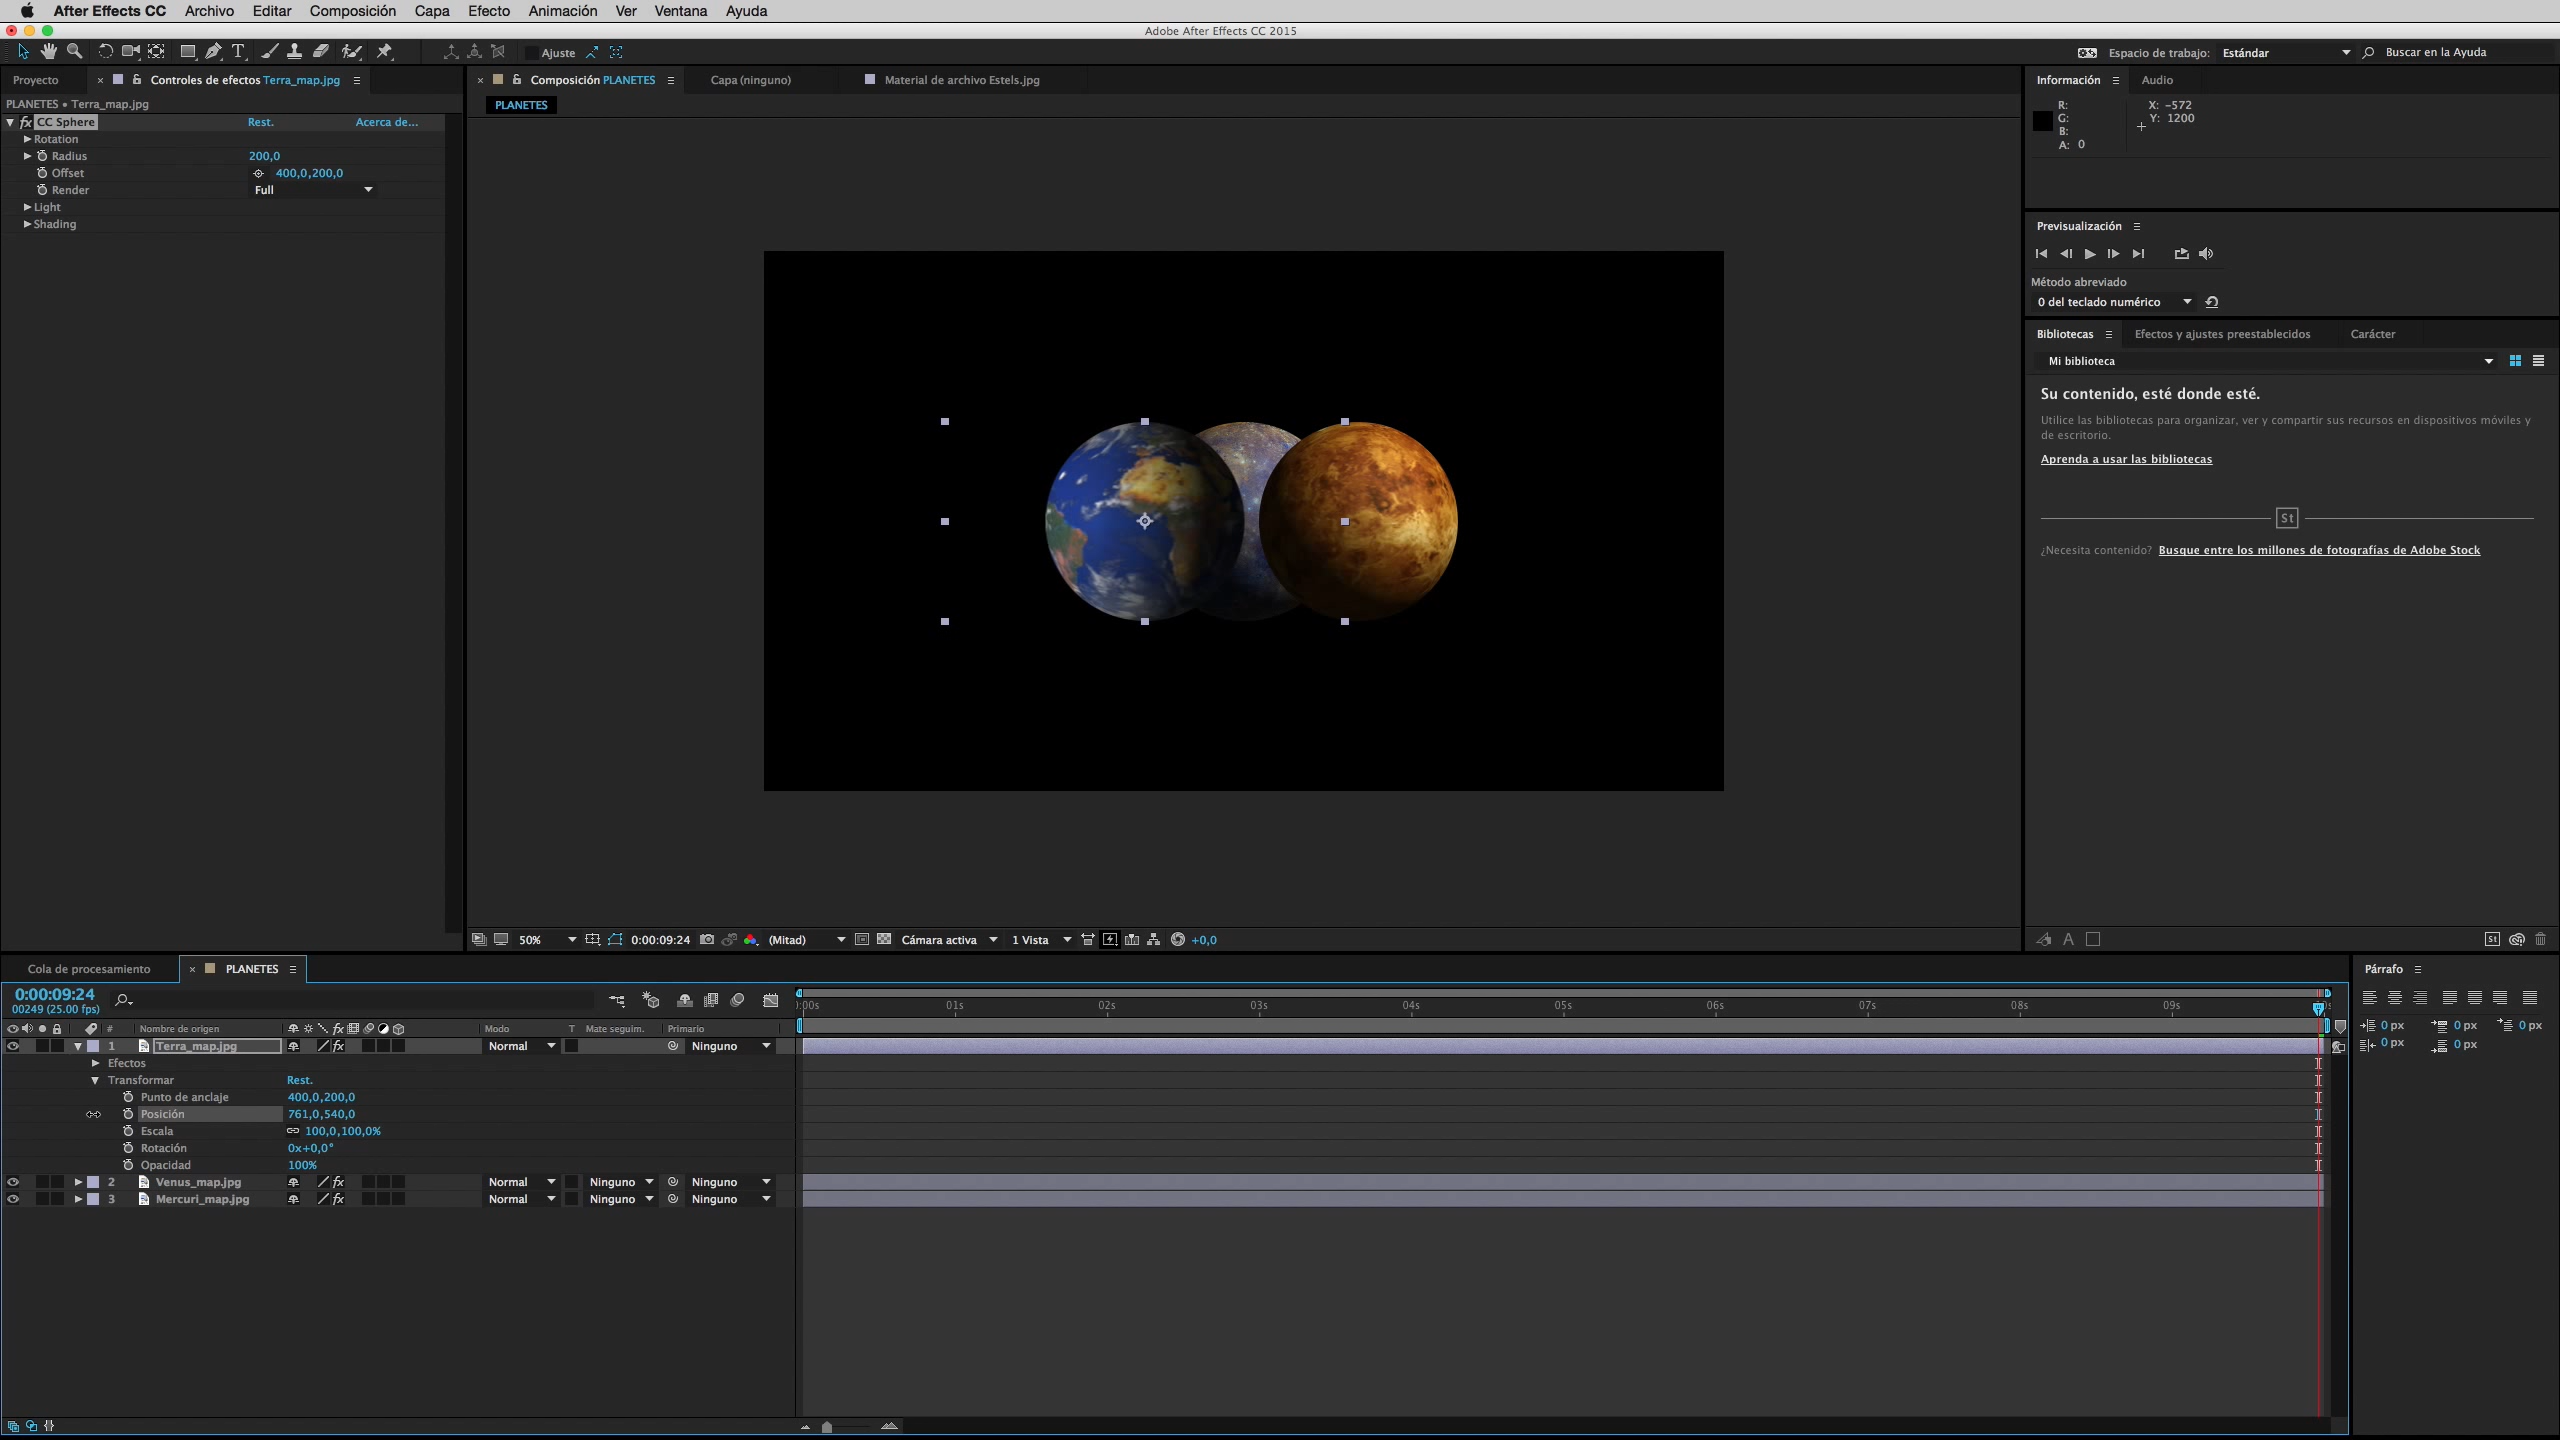 After Effects CC Archivo Editar Composición Capa Efecto Animación Ver Ventana Ayuda
Adobe After Effects CC 2015
T Ajuste Espacio de trabajo: Estándar Buscar en la Ayuda
Proyecto × Controles de efectos Terra_map.jpg
PLANETES • Terra_map.jpg
fx CC Sphere Rest. Acerca de...
Rotation
Radius 200,0
Offset 400,0,200,0
Render Full
Light
Shading
× Composición PLANETES Capa (ninguno) Material de archivo Estels.jpg
PLANETES
50% 0:00:09:24 (Mitad) Cámara activa 1 Vista +0,0
Información Audio
R: X: -572
G: Y: 1200
B:
A: 0
Previsualización
Método abreviado
0 del teclado numérico
Bibliotecas Efectos y ajustes preestablecidos Carácter
Mi biblioteca
Su contenido, esté donde esté.
Utilice las bibliotecas para organizar, ver y compartir sus recursos en dispositivos móviles y
de escritorio.
Aprenda a usar las bibliotecas
St
¿Necesita contenido? Busque entre los millones de fotografías de Adobe Stock
A St
Cola de procesamiento × PLANETES
0:00:09:24
00249 (25.00 fps)
:00s 01s 02s 03s 04s 05s 06s 07s 08s 09s
# Nombre de origen fx Modo T Mate seguim. Primario
1 Terra_map.jpg fx Normal Ninguno
Efectos
Transformar Rest.
Punto de anclaje 400,0,200,0
Posición 761,0,540,0
Escala 100,0,100,0%
Rotación 0x+0,0°
Opacidad 100%
2 Venus_map.jpg fx Normal Ninguno Ninguno
3 Mercuri_map.jpg fx Normal Ninguno Ninguno
Párrafo
0 px 0 px 0 px
0 px 0 px